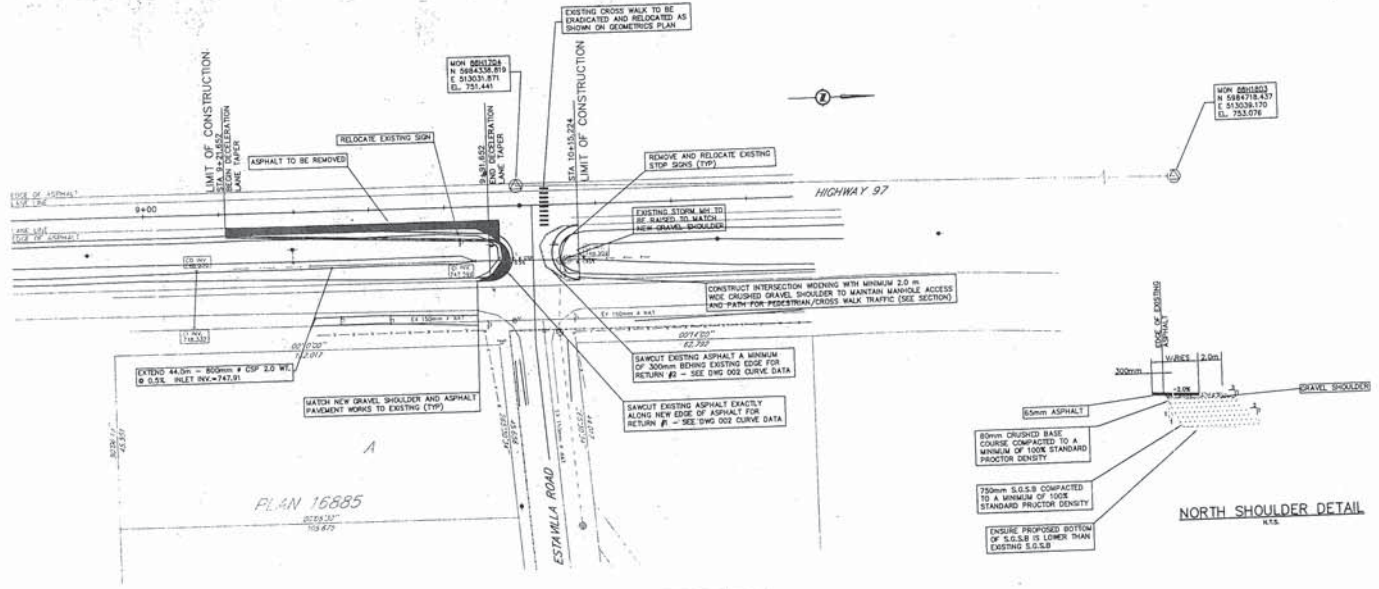 EXISTING CROSS WALK TO BE
ERADICATED AND RELOCATED AS
SHOWN ON GEOMETRICS PLAN
MON 88H1704
N 5984338.819
E 513031.871
EL. 751.441
LIMIT OF CONSTRUCTION
STA 9+21.652
BEGIN DECELERATION
LANE TAPER
RELOCATE EXISTING SIGN
ASPHALT TO BE REMOVED
END DECELERATION
LANE TAPER
STA 10+15.224
LIMIT OF CONSTRUCTION
REMOVE AND RELOCATE EXISTING
STOP SIGNS (TYP)
MON 88H1803
N 5984718.437
E 513039.170
EL. 753.076
EDGE OF ASPHALT
LANE LINE
9+00
HIGHWAY 97
LANE LINE
EDGE OF ASPHALT
EXISTING STORM MH TO
BE RAISED TO MATCH
NEW GRAVEL SHOULDER
CONSTRUCT INTERSECTION WIDENING WITH MINIMUM 2.0 m
WIDE CRUSHED GRAVEL SHOULDER TO MAINTAIN MANHOLE ACCESS
AND PATH FOR PEDESTRIAN/CROSS WALK TRAFFIC (SEE SECTION)
EXTEND 44.0m - 800mm ø CSP 2.0 WT.
@ 0.5% INLET INV.=747.91
MATCH NEW GRAVEL SHOULDER AND ASPHALT
PAVEMENT WORKS TO EXISTING (TYP)
SAWCUT EXISTING ASPHALT A MINIMUM
OF 300mm BEHING EXISTING EDGE FOR
RETURN #2 - SEE DWG 002 CURVE DATA
SAWCUT EXISTING ASPHALT EXACTLY
ALONG NEW EDGE OF ASPHALT FOR
RETURN #1 - SEE DWG 002 CURVE DATA
A
PLAN 16885
ESTAVILLA ROAD
EDGE OF EXISTING
ASPHALT
VARIES
2.0m
300mm
GRAVEL SHOULDER
65mm ASPHALT
80mm CRUSHED BASE
COURSE COMPACTED TO A
MINIMUM OF 100% STANDARD
PROCTOR DENSITY
750mm S.G.S.B COMPACTED
TO A MINIMUM OF 100%
STANDARD PROCTOR DENSITY
ENSURE PROPOSED BOTTOM
OF S.G.S.B IS LOWER THAN
EXISTING S.G.S.B
NORTH SHOULDER DETAIL
N.T.S.